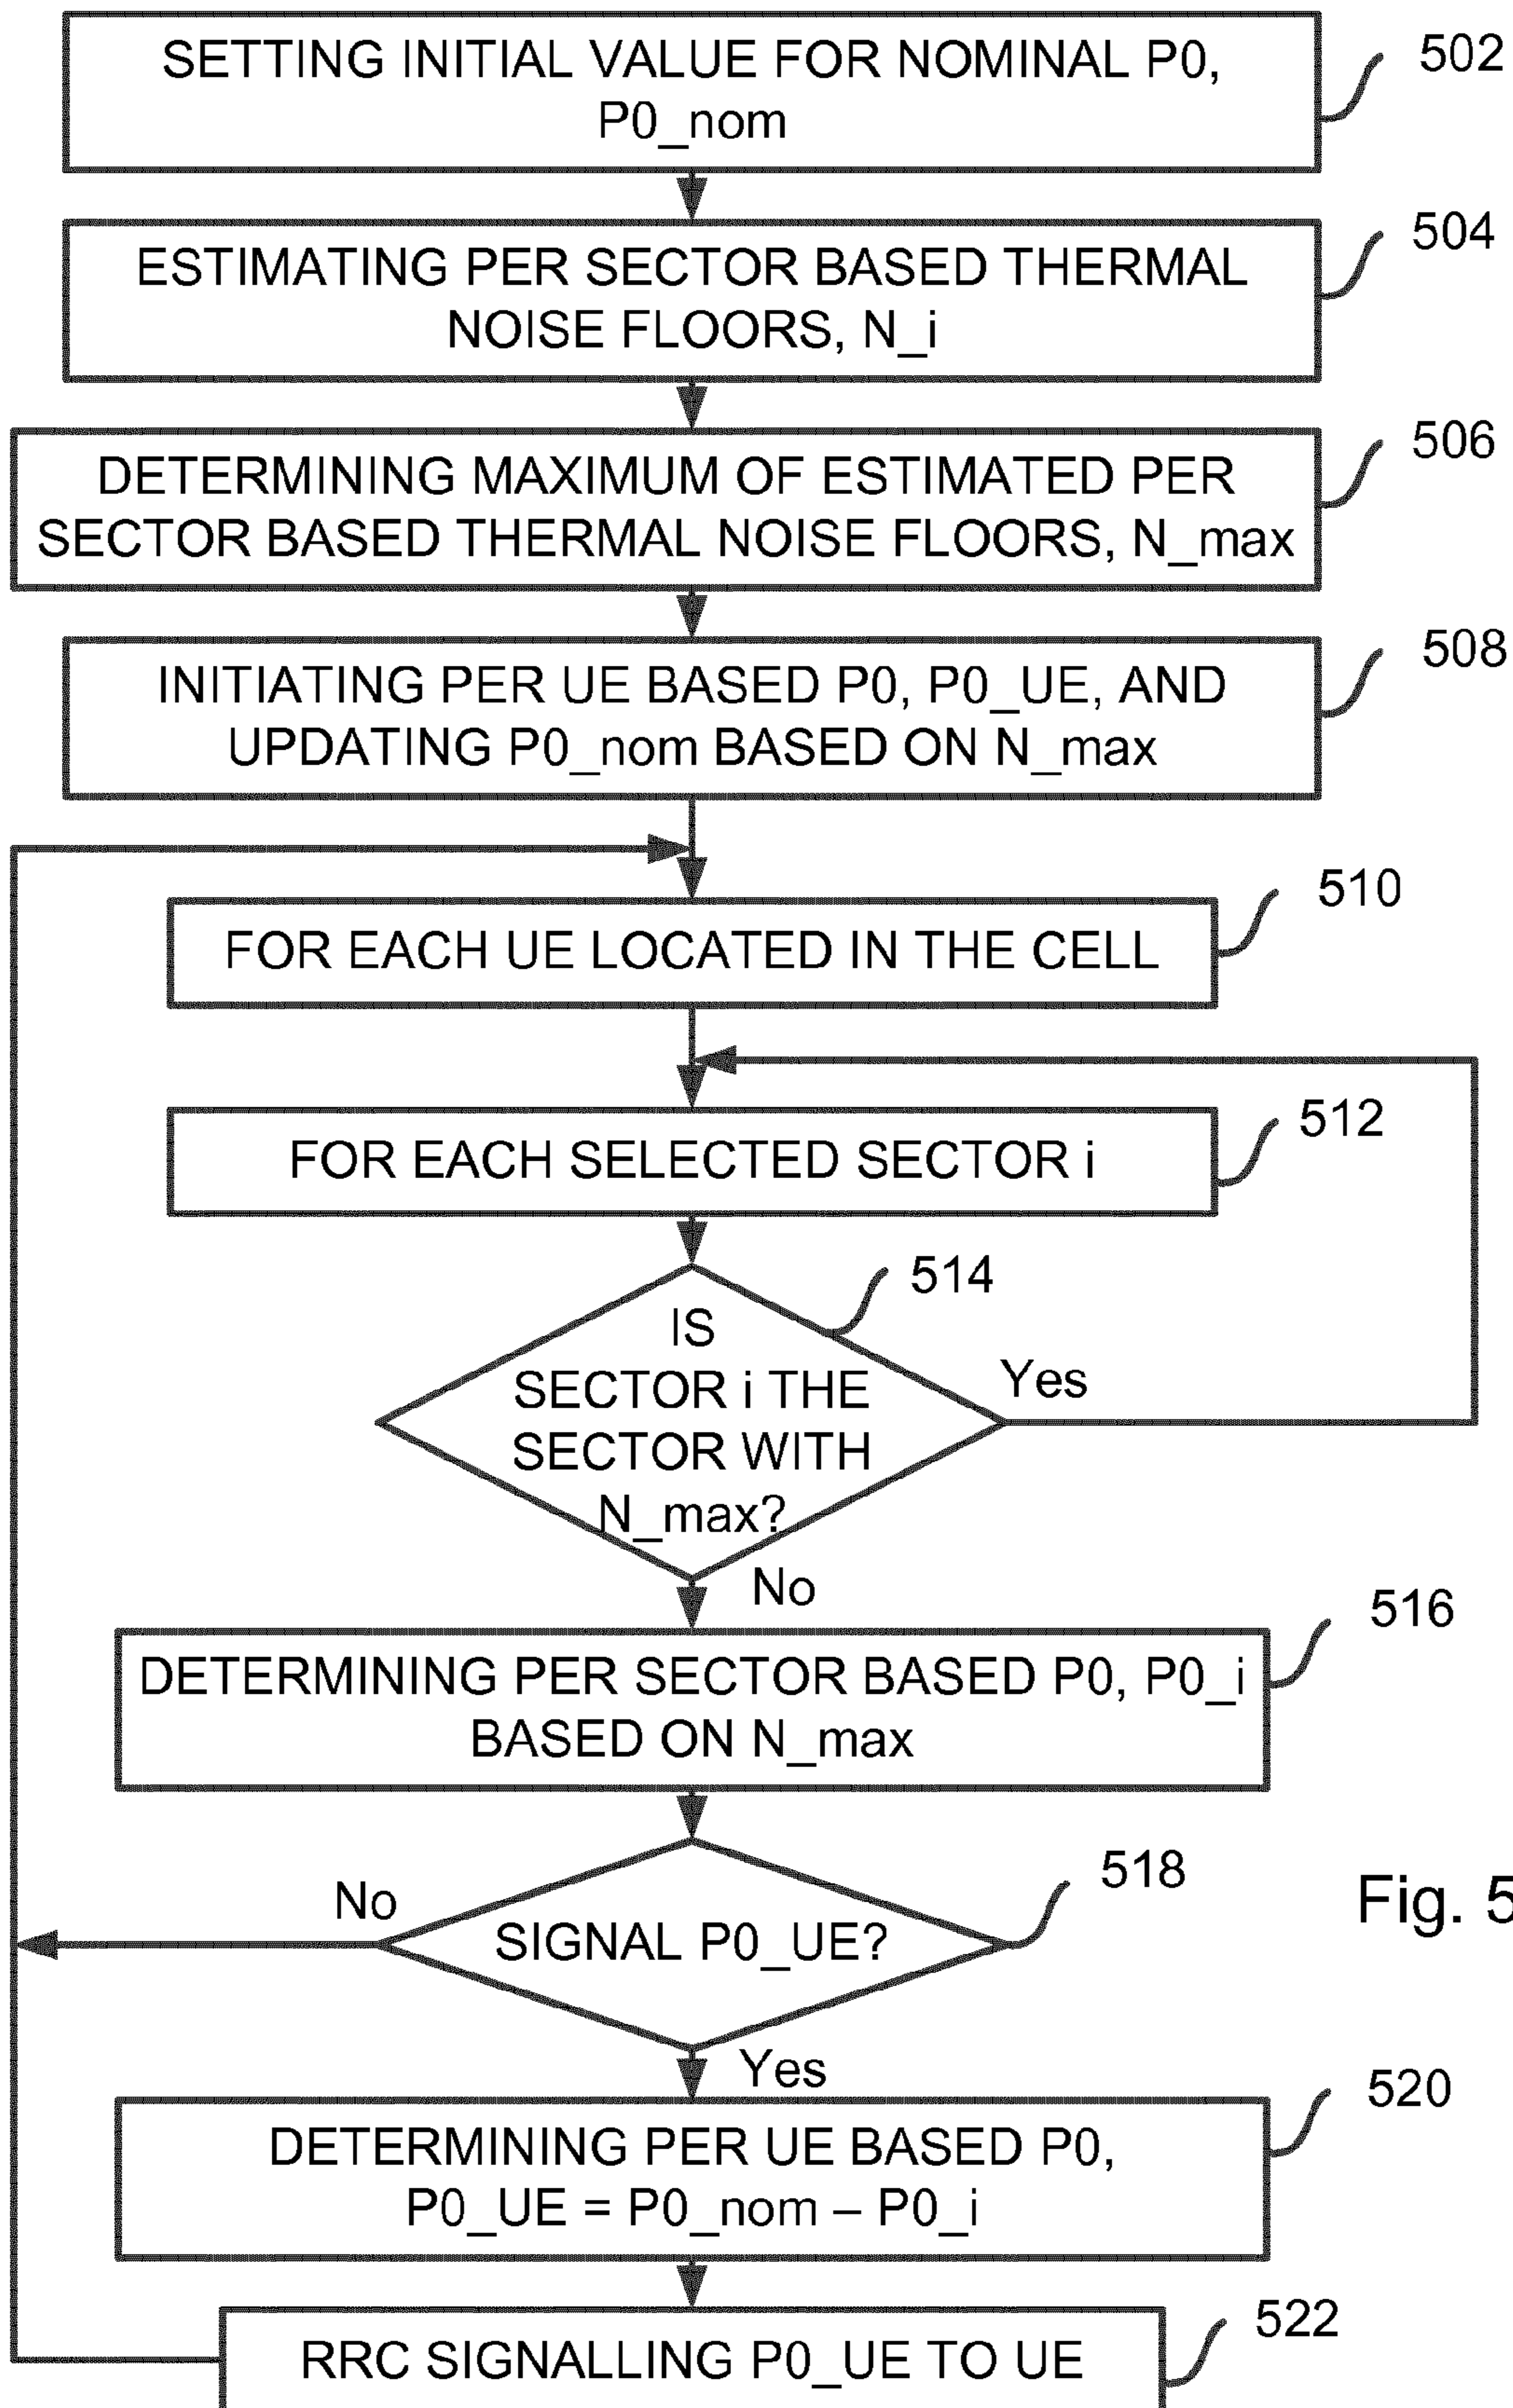 SETTING INITIAL VALUE FOR NOMINAL P0,
P0_nom
502
ESTIMATING PER SECTOR BASED THERMAL
NOISE FLOORS, N_i
504
DETERMINING MAXIMUM OF ESTIMATED PER
SECTOR BASED THERMAL NOISE FLOORS, N_max
506
INITIATING PER UE BASED P0, P0_UE, AND
UPDATING P0_nom BASED ON N_max
508
FOR EACH UE LOCATED IN THE CELL
510
FOR EACH SELECTED SECTOR i
512
IS
SECTOR i THE
SECTOR WITH
N_max?
514
Yes
No
DETERMINING PER SECTOR BASED P0, P0_i
BASED ON N_max
516
SIGNAL P0_UE?
518
No
Yes
Fig. 5
DETERMINING PER UE BASED P0,
P0_UE = P0_nom – P0_i
520
RRC SIGNALLING P0_UE TO UE
522